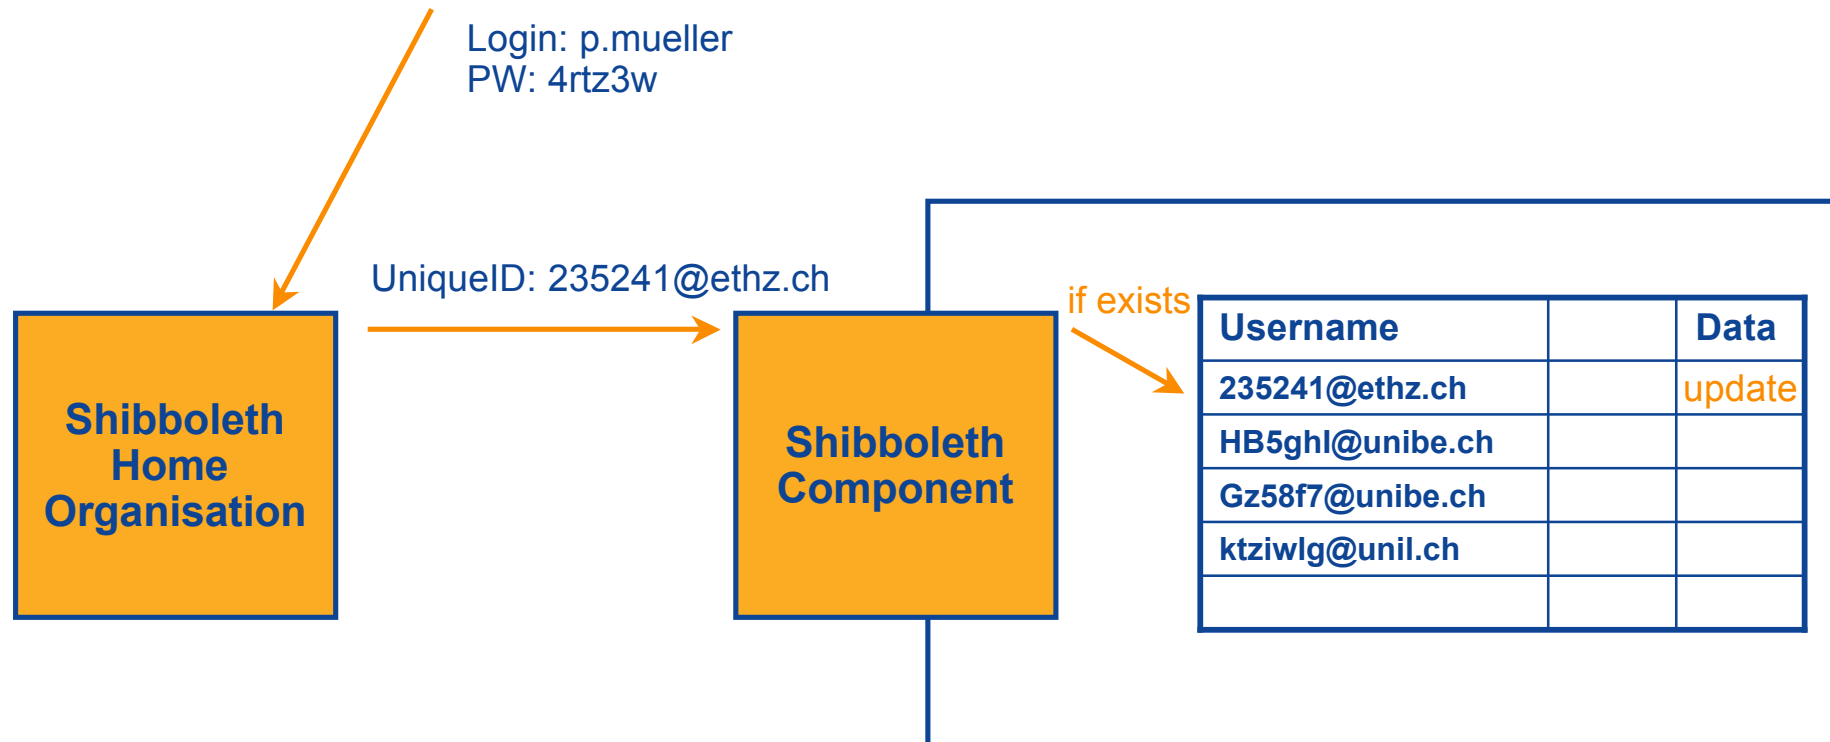 Login: p.mueller
PW: 4rtz3w
UniqueID: 235241@ethz.ch
if exists
Shibboleth
Home
Organisation
Shibboleth
Component
Username Data
235241@ethz.ch update
HB5ghl@unibe.ch
Gz58f7@unibe.ch
ktziwlg@unil.ch